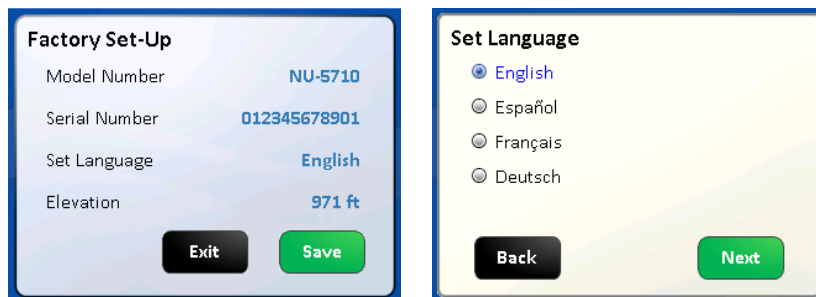 Factory Set-Up
Model Number NU-5710
Serial Number 012345678901
Set Language English
Elevation 971 ft
Exit Save
Set Language
English
Español
Français
Deutsch
Back Next